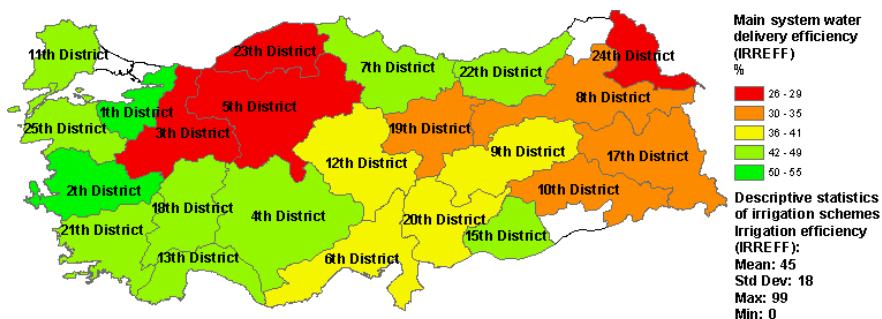 11th District
23th District
7th District
22th District
24th District
1th District
5th District
8th District
25th District
3th District
19th District
9th District
17th District
12th District
2th District
10th District
18th District
4th District
20th District
21th District
15th District
13th District
6th District
Main system water
delivery efficiency
(IRREFF)
%
26 - 29
30 - 35
36 - 41
42 - 49
50 - 55
Descriptive statistics
of irrigation schemes
Irrigation efficiency
(IRREFF):
Mean: 45
Std Dev: 18
Max: 99
Min: 0